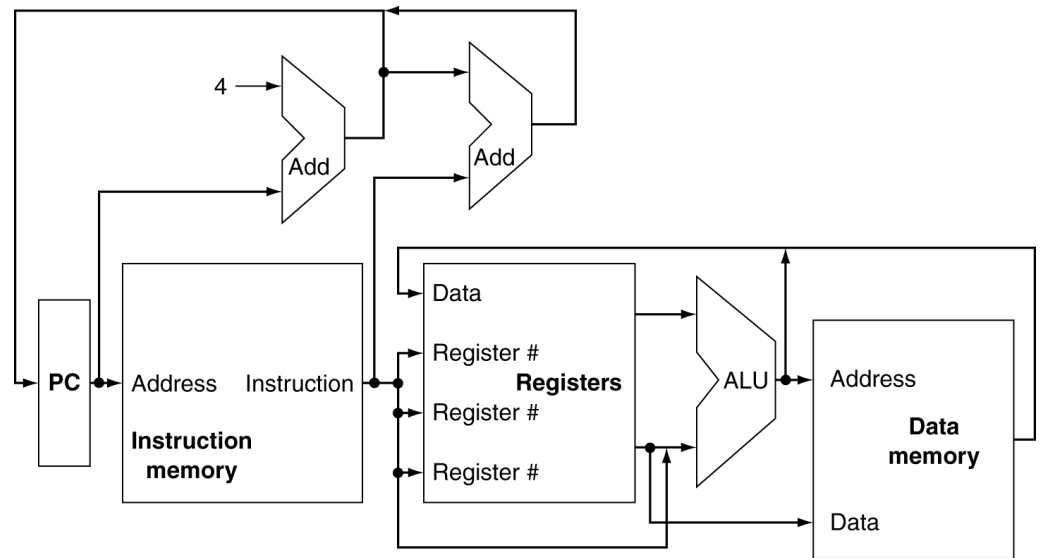 4
Add
Add
Data
Register #
PC
Address
Instruction
Registers
ALU
Address
Register #
Instruction
memory
Data
memory
Register #
Data